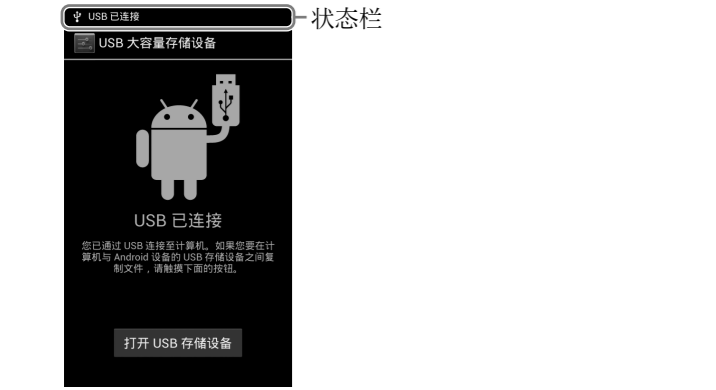 USB 已连接
状态栏
USB 大容量存储设备
USB 已连接
您已通过 USB 连接至计算机。如果您要在计
算机与 Android 设备的 USB 存储设备之间复
制文件，请触摸下面的按钮。
打开 USB 存储设备